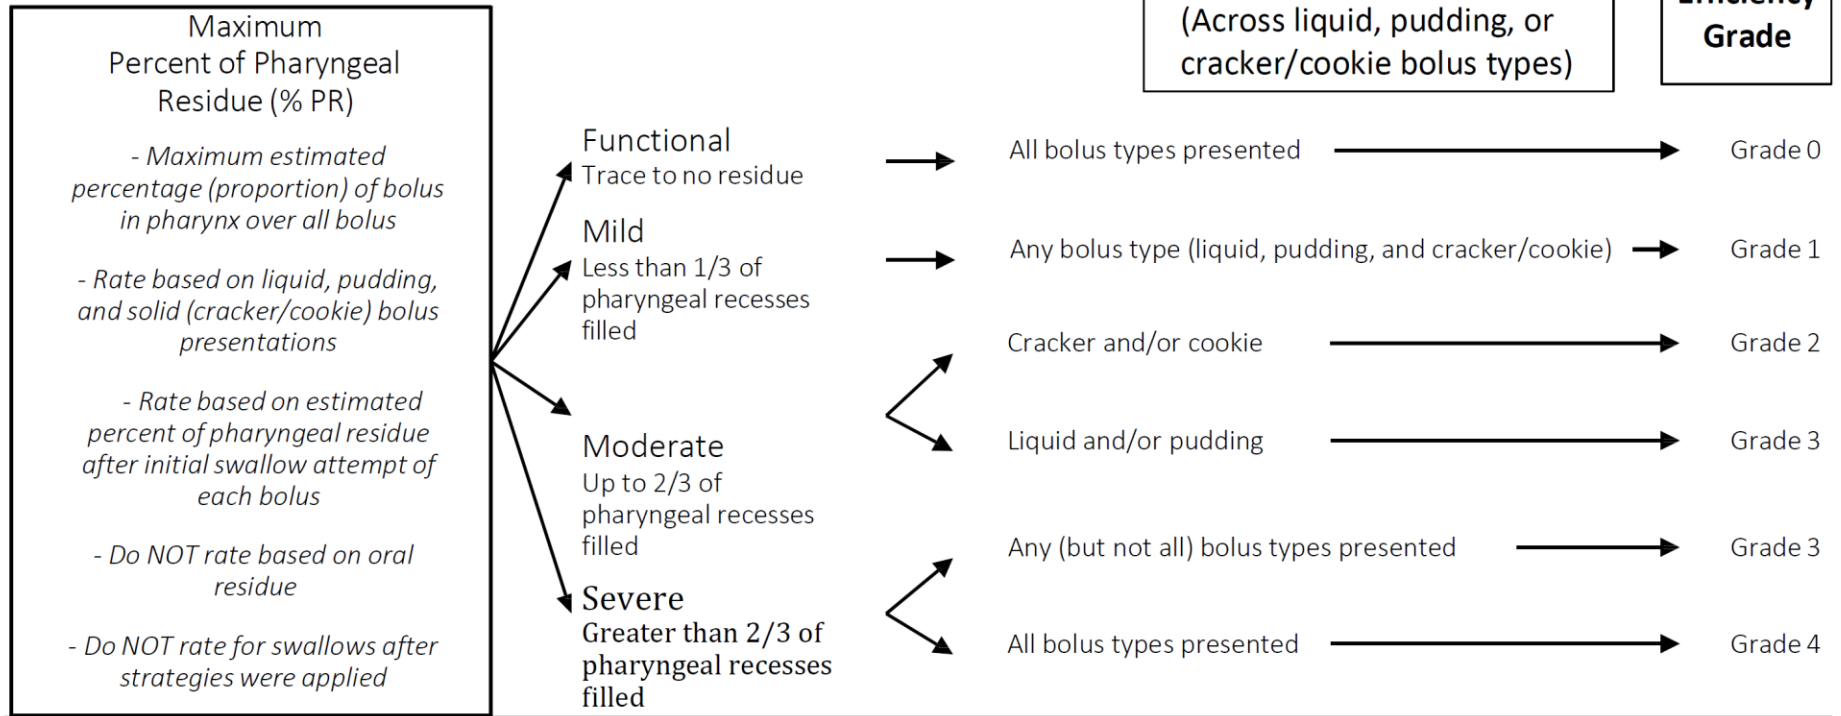 Maximum
Percent of Pharyngeal
Residue (% PR)
- Maximum estimated
percentage (proportion) of bolus
in pharynx over all bolus
- Rate based on liquid, pudding,
and solid (cracker/cookie) bolus
presentations
- Rate based on estimated
percent of pharyngeal residue
after initial swallow attempt of
each bolus
- Do NOT rate based on oral
residue
- Do NOT rate for swallows after
strategies were applied
Functional
Trace to no residue
Mild
Less than 1/3 of
pharyngeal recesses
filled
Moderate
Up to 2/3 of
pharyngeal recesses
filled
Severe
Greater than 2/3 of
pharyngeal recesses
filled
(Across liquid, pudding, or
cracker/cookie bolus types)
Efficiency
Grade
All bolus types presented
Grade 0
Any bolus type (liquid, pudding, and cracker/cookie)
Grade 1
Cracker and/or cookie
Grade 2
Liquid and/or pudding
Grade 3
Any (but not all) bolus types presented
Grade 3
All bolus types presented
Grade 4